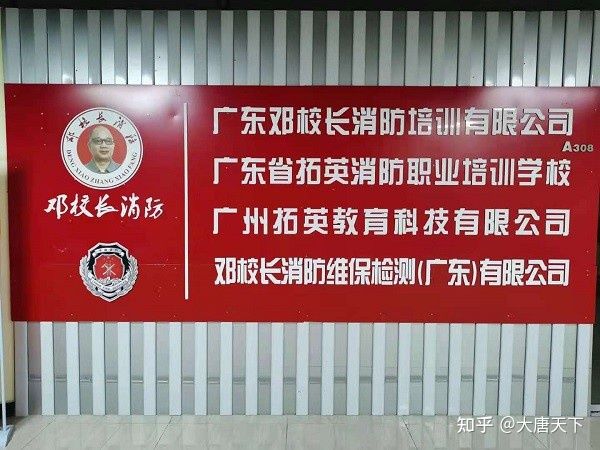 邓校长消防
DENG XIAO ZHANG XIAO FANG
邓校长消防
广东邓校长消防培训有限公司
A308
广东省拓英消防职业培训学校
广州拓英教育科技有限公司
邓校长消防维保检测(广东)有限公司
知乎 @大唐天下